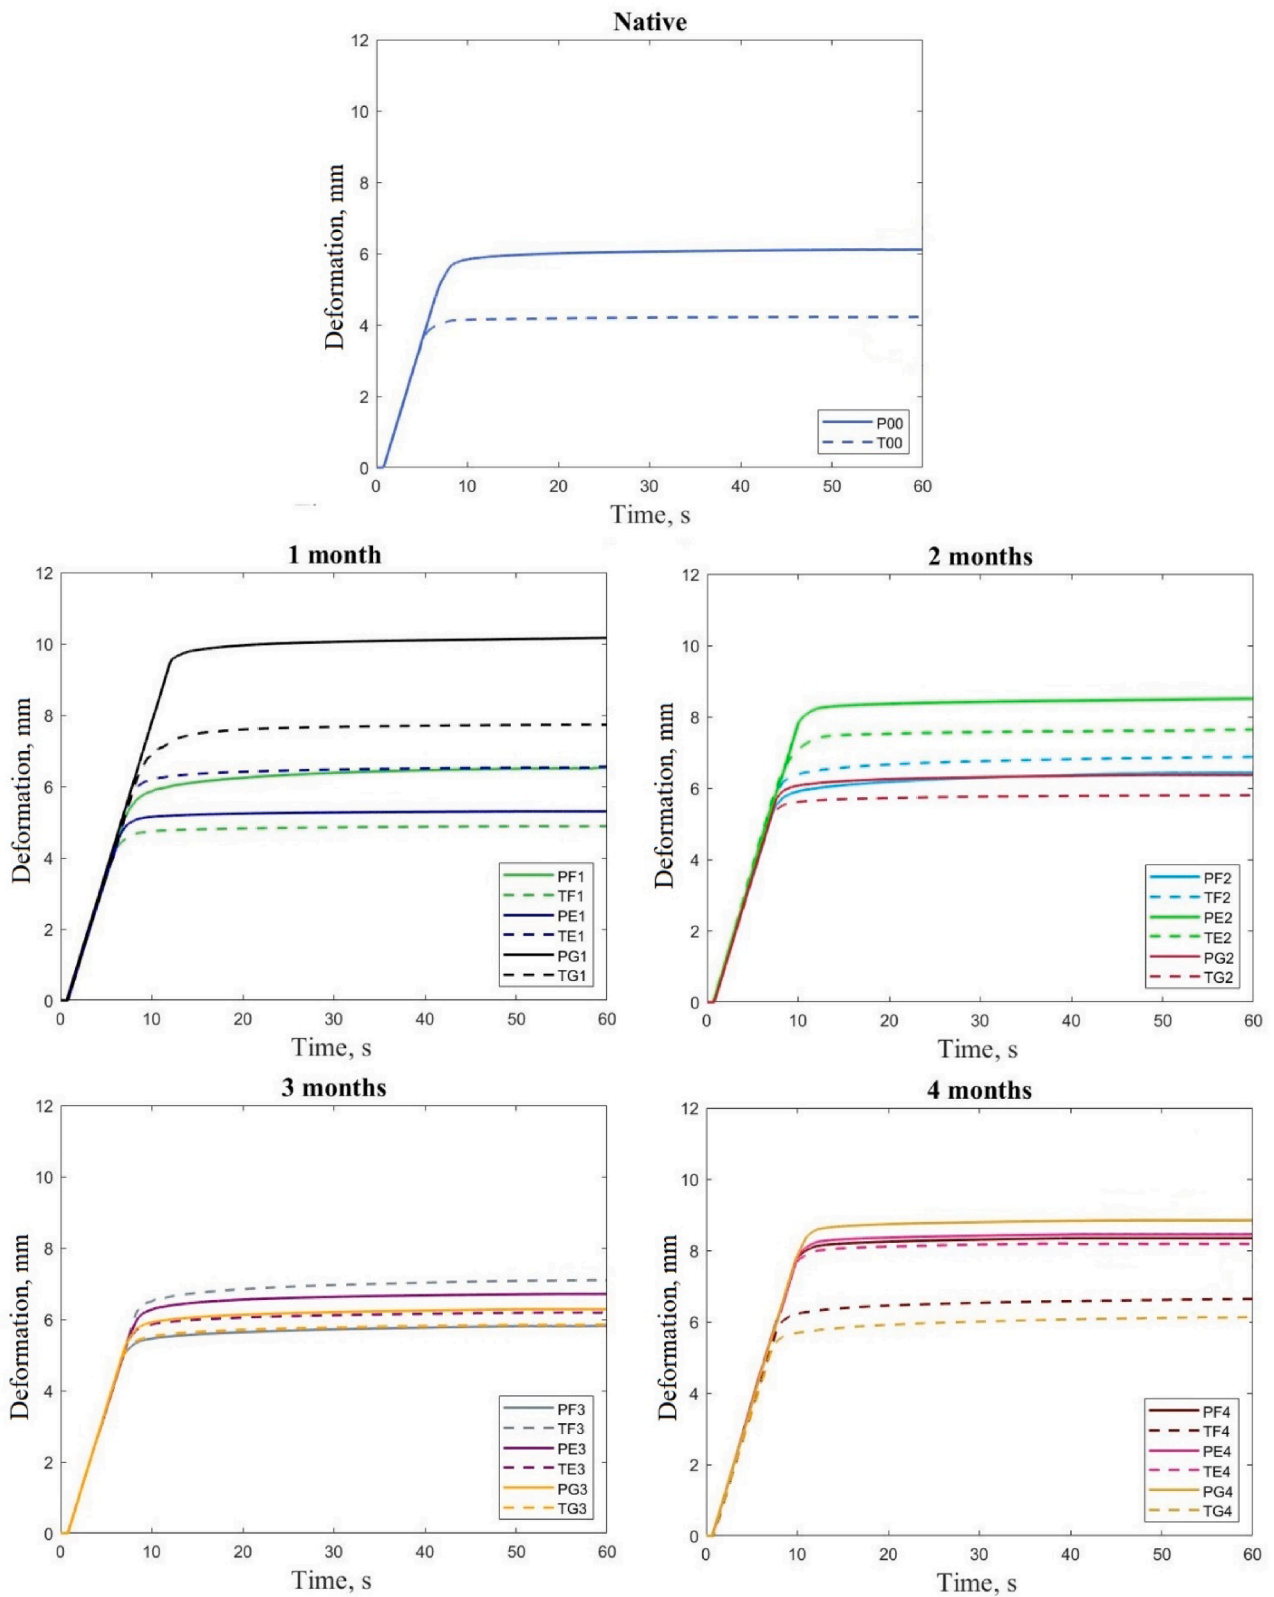 Native
12
10
8
6
4
2
0
Deformation, mm
P00
T00
0 10 20 30 40 50 60
Time, s
1 month
12
10
8
6
4
2
0
Deformation, mm
PF1
TF1
PE1
TE1
PG1
TG1
0 10 20 30 40 50 60
Time, s
2 months
12
10
8
6
4
2
0
Deformation, mm
PF2
TF2
PE2
TE2
PG2
TG2
0 10 20 30 40 50 60
Time, s
3 months
12
10
8
6
4
2
0
Deformation, mm
PF3
TF3
PE3
TE3
PG3
TG3
0 10 20 30 40 50 60
Time, s
4 months
12
10
8
6
4
2
0
Deformation, mm
PF4
TF4
PE4
TE4
PG4
TG4
0 10 20 30 40 50 60
Time, s